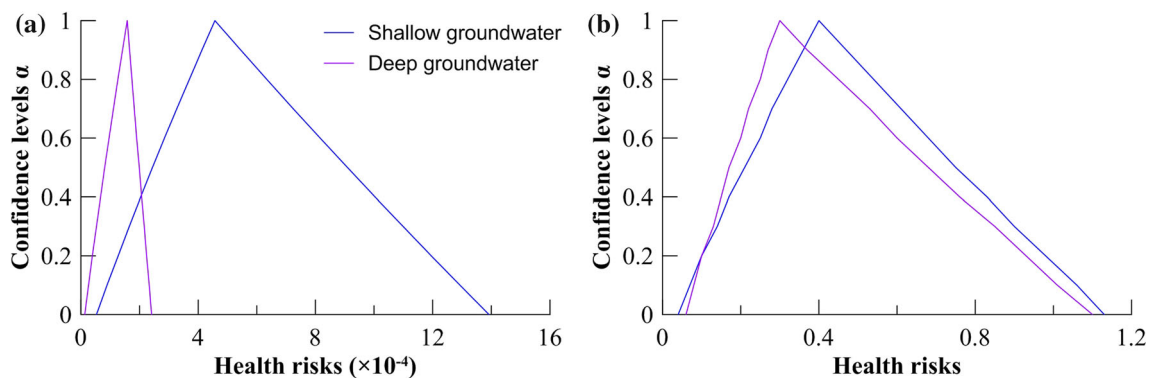 (a)
Confidence levels α
1
0.8
0.6
0.4
0.2
0
0 4 8 12 16
Health risks (×10⁻⁴)
Shallow groundwater
Deep groundwater
(b)
Confidence levels α
1
0.8
0.6
0.4
0.2
0
0 0.4 0.8 1.2
Health risks